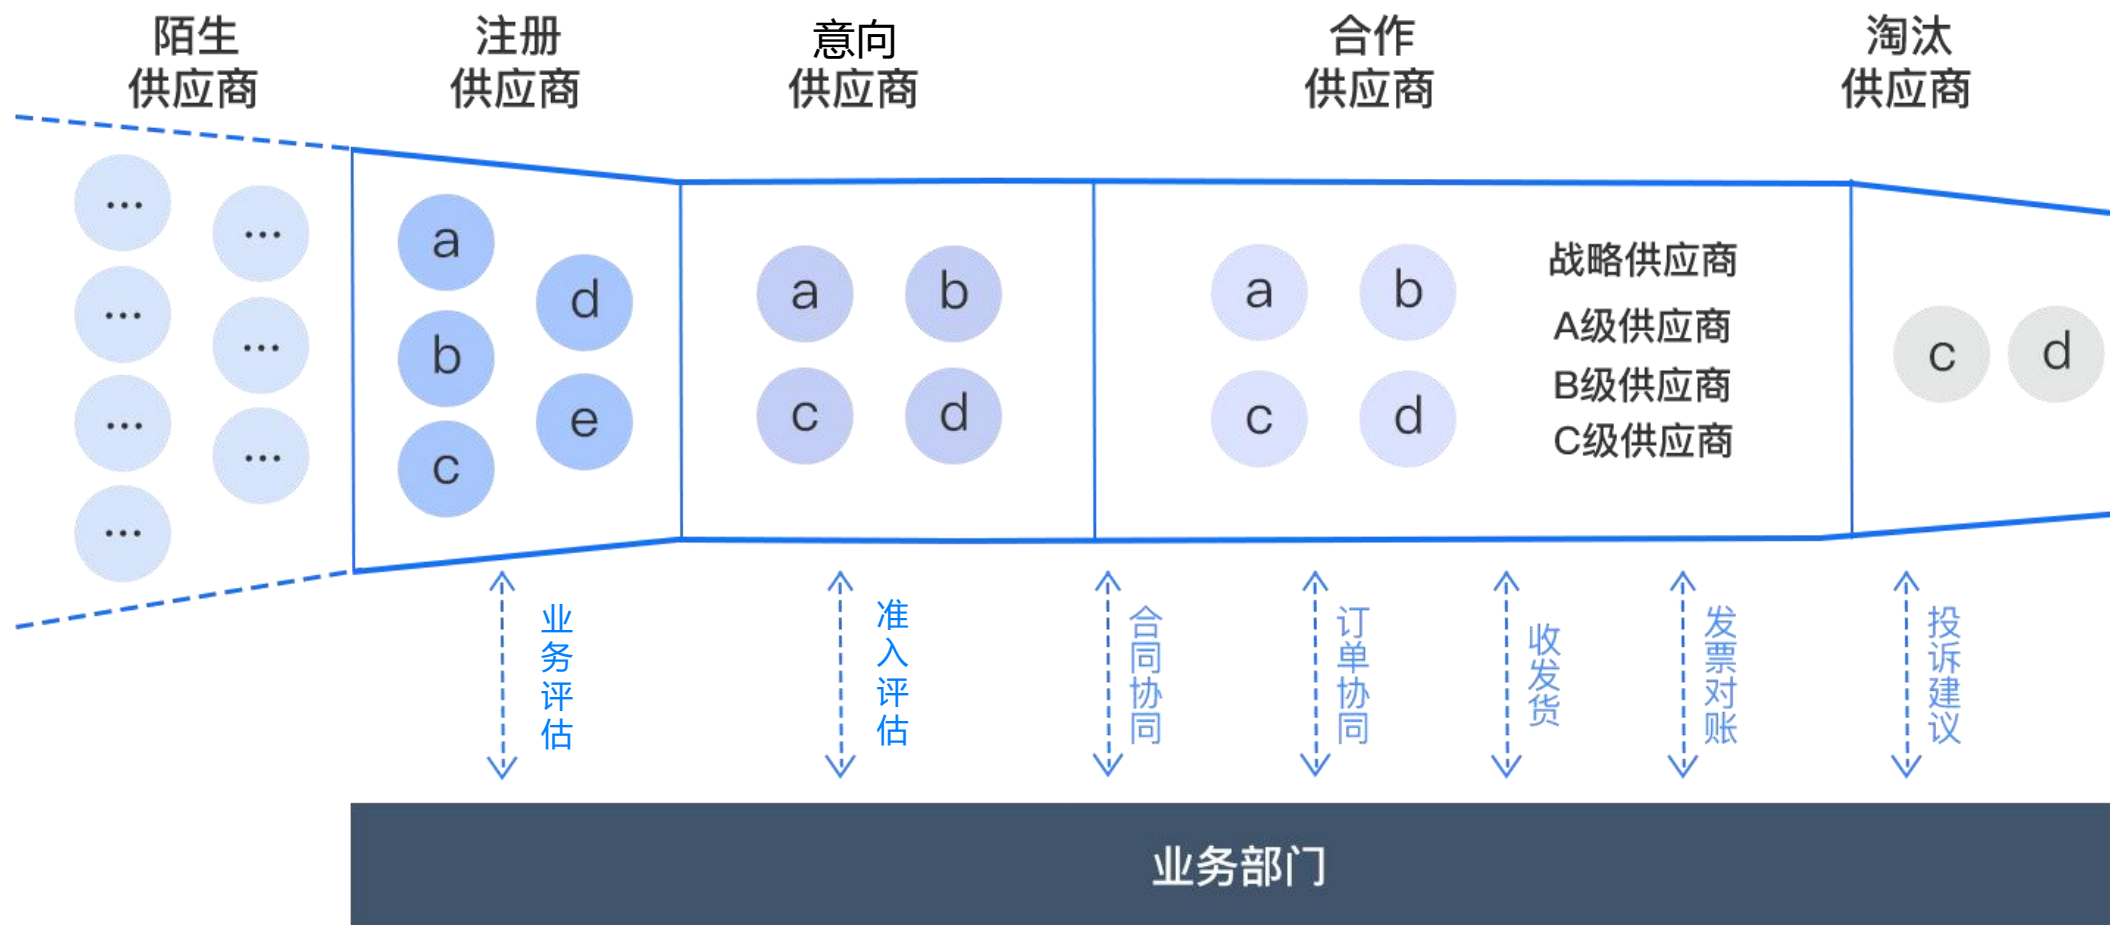 陌生
供应商
注册
供应商
意向
供应商
合作
供应商
淘汰
供应商
...
...
...
...
...
...
...
a
b
c
d
e
a
b
c
d
a
b
c
d
战略供应商
A级供应商
B级供应商
C级供应商
c
d
业务评估
准入评估
合同协同
订单协同
收发货
发票对账
投诉建议
业务部门